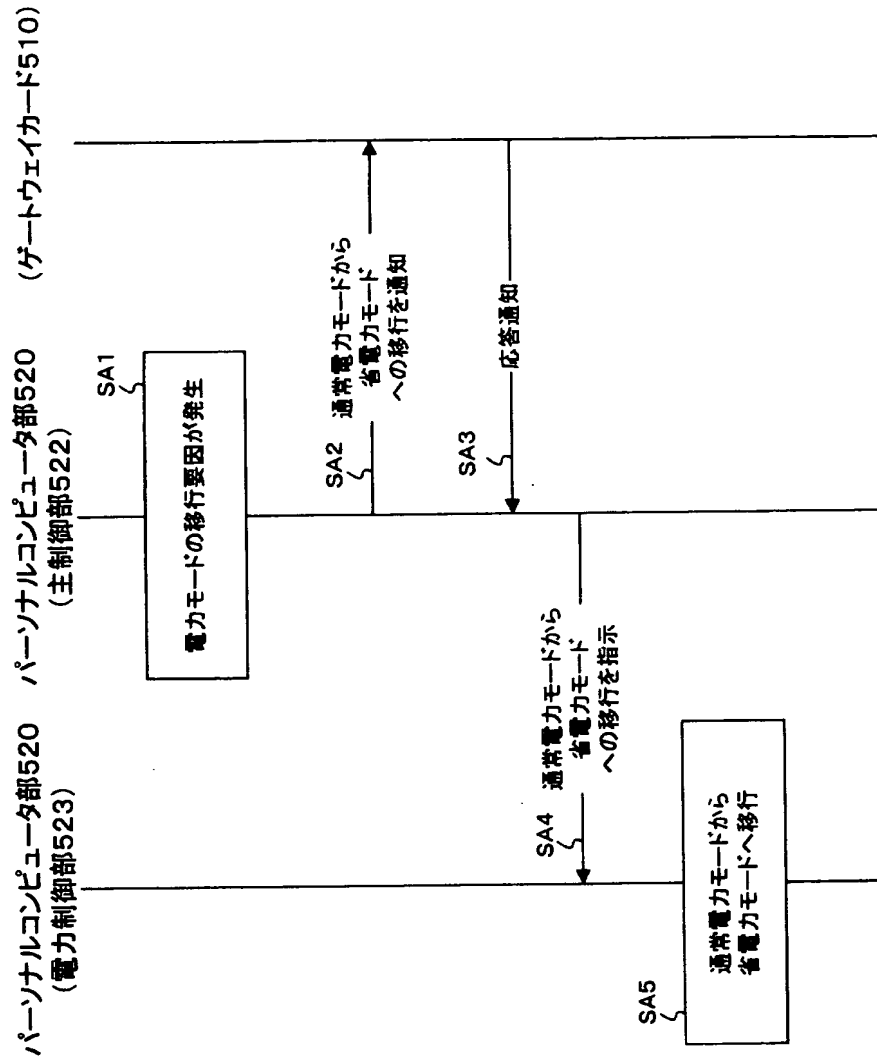 パーソナルコンピュータ部520
(電力制御部523)
パーソナルコンピュータ部520
(主制御部522)
(ゲートウェイカード510)
SA1
電力モードの移行要因が発生
SA2
通常電力モードから
省電力モード
への移行を通知
SA3
応答通知
SA4
通常電力モードから
省電力モード
への移行を指示
SA5
通常電力モードから
省電力モードへ移行